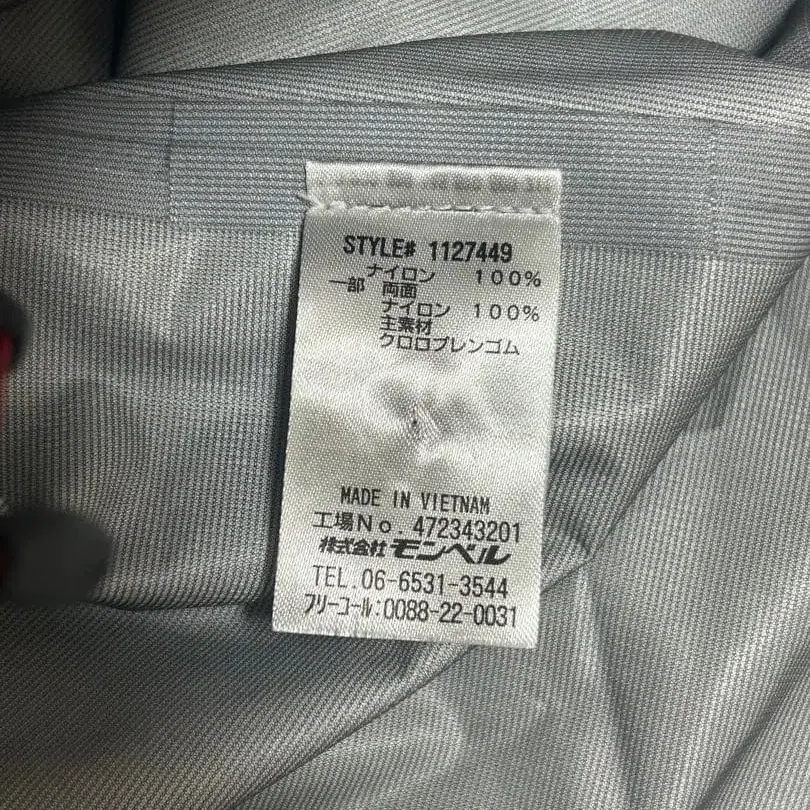 STYLE# 1127449
ナイロン 100%
一部 両面
ナイロン 100%
主素材
クロロプレンゴム
MADE IN VIETNAM
工場No.472343201
株式会社モンベル
TEL.06-6531-3544
フリーコール:0088-22-0031